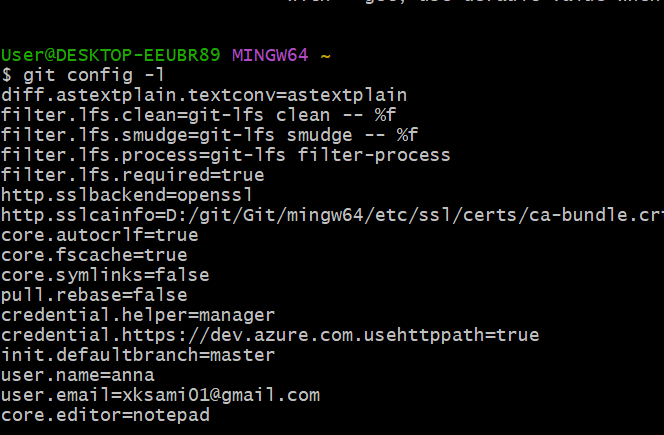 User@DESKTOP-EEUBR89 MINGW64 ~
$ git config -l
diff.astextplain.textconv=astextplain
filter.lfs.clean=git-lfs clean -- %f
filter.lfs.smudge=git-lfs smudge -- %f
filter.lfs.process=git-lfs filter-process
filter.lfs.required=true
http.sslbackend=openssl
http.sslcainfo=D:/git/Git/mingw64/etc/ssl/certs/ca-bundle.cr
core.autocrlf=true
core.fscache=true
core.symlinks=false
pull.rebase=false
credential.helper=manager
credential.https://dev.azure.com.usehttppath=true
init.defaultbranch=master
user.name=anna
user.email=xksami01@gmail.com
core.editor=notepad